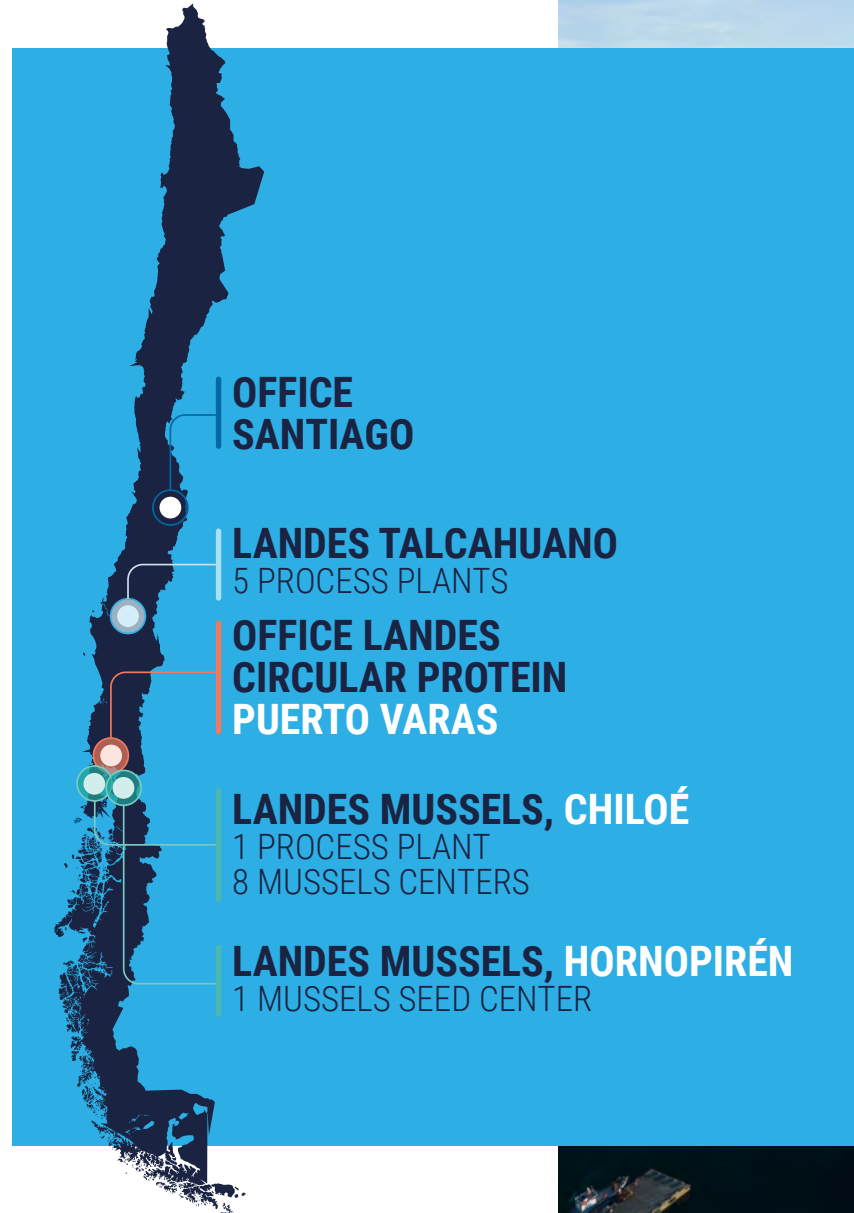 OFFICE
SANTIAGO
LANDES TALCAHUANO
5 PROCESS PLANTS
OFFICE LANDES
CIRCULAR PROTEIN
PUERTO VARAS
LANDES MUSSELS, CHILOÉ
1 PROCESS PLANT
8 MUSSELS CENTERS
LANDES MUSSELS, HORNOPIRÉN
1 MUSSELS SEED CENTER